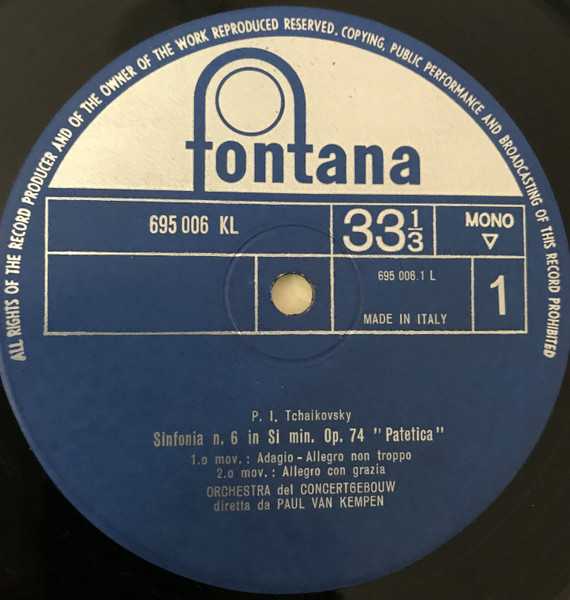 ALL RIGHTS OF THE RECORD PRODUCER AND OF THE OWNER OF THE WORK REPRODUCED RESERVED. COPYING, PUBLIC PERFORMANCE AND BROADCASTING OF THIS RECORD PROHIBITED
fontana
695 006 KL
33 1/3
MONO
695 006.1 L
MADE IN ITALY
1
P. I. Tchaikovsky
Sinfonia n. 6 in Si min. Op. 74 " Patetica "
1.o mov. : Adagio - Allegro non troppo
2.o mov. : Allegro con grazia
ORCHESTRA del CONCERTGEBOUW
diretta da PAUL VAN KEMPEN